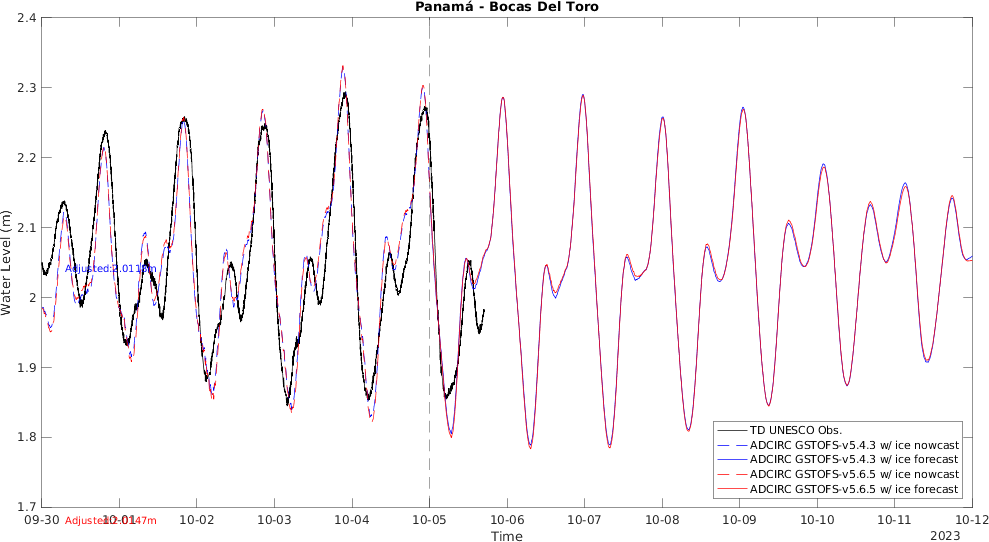 Panamá - Bocas Del Toro
2.4
2.3
2.2
2.1
2
1.9
1.8
1.7
Water Level (m)
TD UNESCO Obs.
ADCIRC GSTOFS-v5.4.3 w/ ice nowcast
ADCIRC GSTOFS-v5.4.3 w/ ice forecast
ADCIRC GSTOFS-v5.6.5 w/ ice nowcast
ADCIRC GSTOFS-v5.6.5 w/ ice forecast
09-30 10-01 10-02 10-03 10-04 10-05 10-06 10-07 10-08 10-09 10-10 10-11 10-12
Time
2023